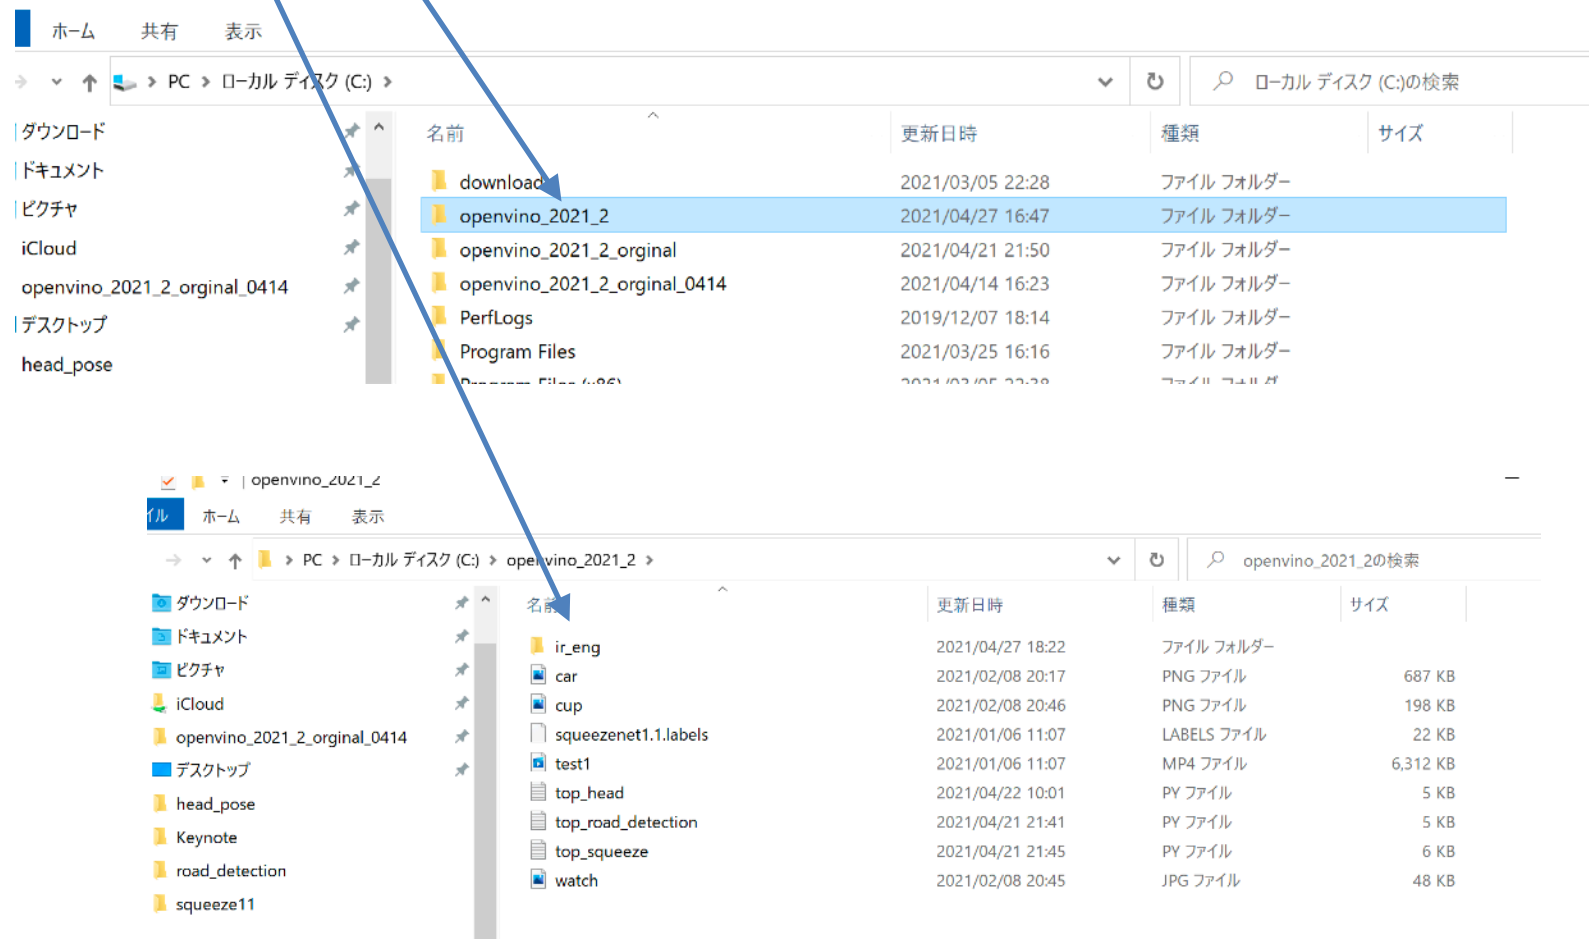 ホーム 共有 表示
PC ローカル ディスク (C:) ローカル ディスク (C:)の検索
ダウンロード 名前 更新日時 種類 サイズ
ドキュメント download 2021/03/05 22:28 ファイル フォルダー
ピクチャ openvino_2021_2 2021/04/27 16:47 ファイル フォルダー
iCloud openvino_2021_2_orginal 2021/04/21 21:50 ファイル フォルダー
openvino_2021_2_orginal_0414 openvino_2021_2_orginal_0414 2021/04/14 16:23 ファイル フォルダー
デスクトップ PerfLogs 2019/12/07 18:14 ファイル フォルダー
head_pose Program Files 2021/03/25 16:16 ファイル フォルダー
Program Files (x86)
openvino_2021_2
イル ホーム 共有 表示
PC ローカル ディスク (C:) openvino_2021_2 openvino_2021_2の検索
ダウンロード 名前 更新日時 種類 サイズ
ドキュメント ir_eng 2021/04/27 18:22 ファイル フォルダー
ピクチャ car 2021/02/08 20:17 PNG ファイル 687 KB
iCloud cup 2021/02/08 20:46 PNG ファイル 198 KB
openvino_2021_2_orginal_0414 squeezenet1.1.labels 2021/01/06 11:07 LABELS ファイル 22 KB
デスクトップ test1 2021/01/06 11:07 MP4 ファイル 6,312 KB
head_pose top_head 2021/04/22 10:01 PY ファイル 5 KB
Keynote top_road_detection 2021/04/21 21:41 PY ファイル 5 KB
road_detection top_squeeze 2021/04/21 21:45 PY ファイル 6 KB
squeeze11 watch 2021/02/08 20:45 JPG ファイル 48 KB